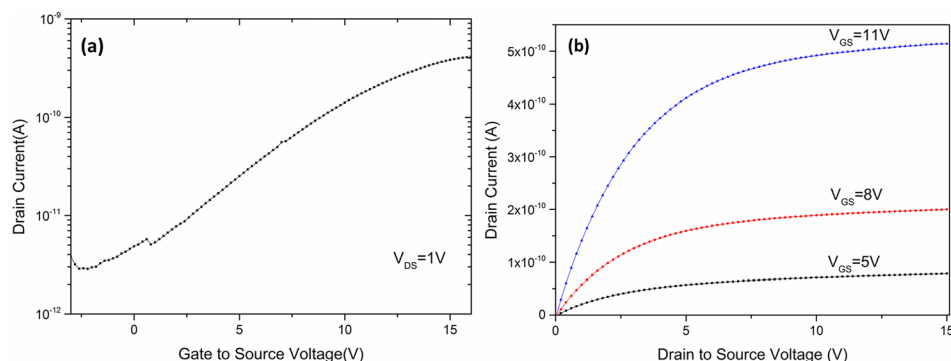 (a)
10⁻⁹
10⁻¹⁰
10⁻¹¹
10⁻¹²
Drain Current(A)
V_DS=1V
0 5 10 15
Gate to Source Voltage(V)
(b)
V_GS=11V
5x10⁻¹⁰
4x10⁻¹⁰
3x10⁻¹⁰
2x10⁻¹⁰
1x10⁻¹⁰
0
Drain Current (A)
V_GS=8V
V_GS=5V
0 5 10 15
Drain to Source Voltage (V)